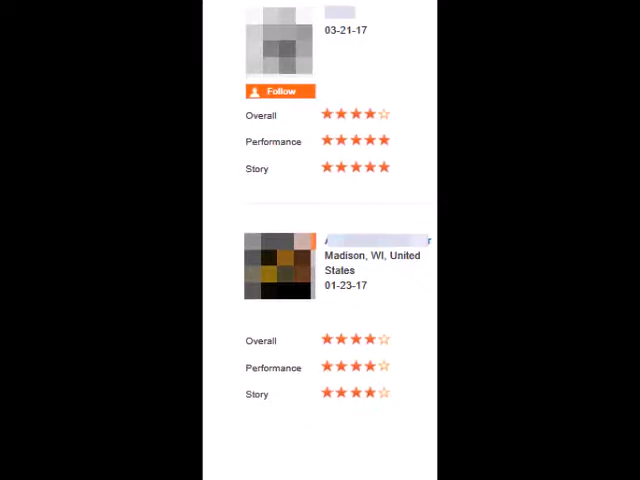 03-21-17
Follow
Overall
Performance
Story
Madison, WI, United
States
01-23-17
Overall
Performance
Story